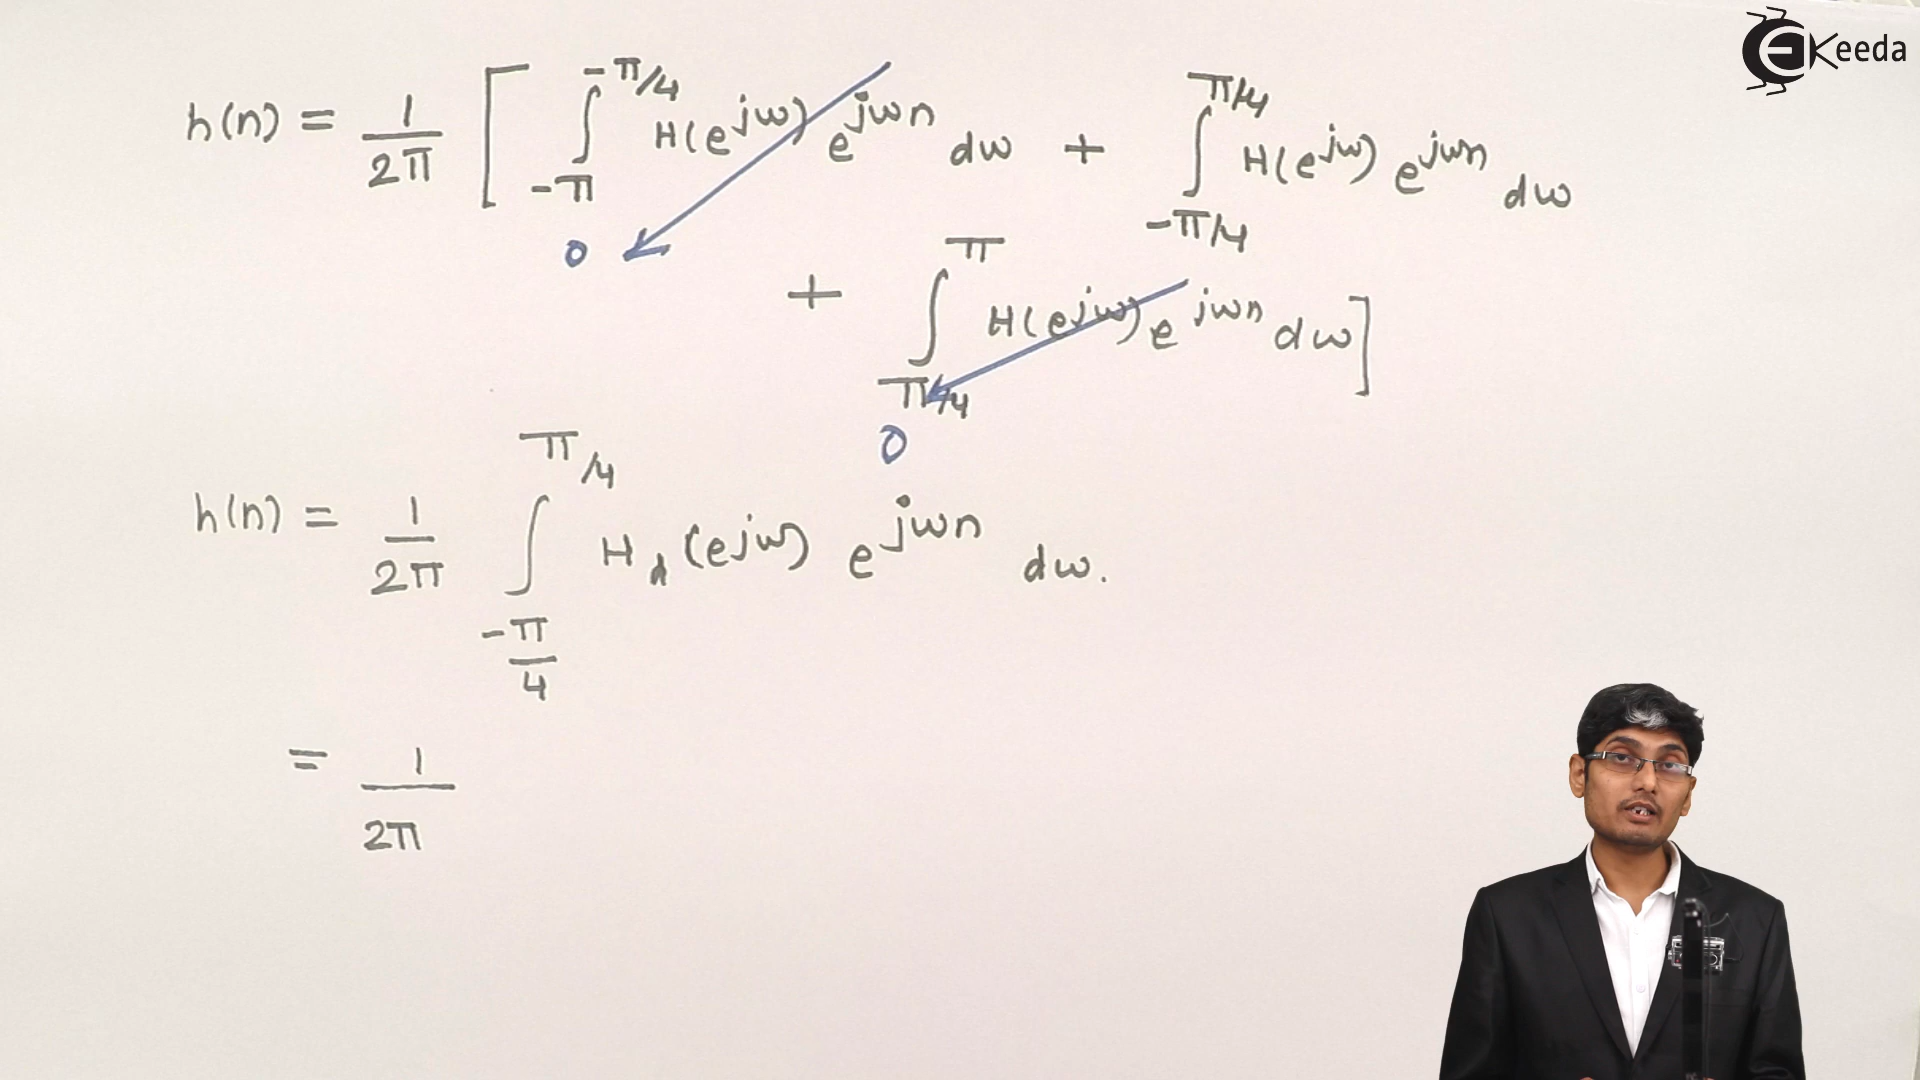 Keeda
h(n) = 1/2π [ ∫_{-π}^{-π/4} H(e^{jω}) e^{jωn} dω + ∫_{-π/4}^{π/4} H(e^{jω}) e^{jωn} dω
0
+ ∫_{π/4}^{π} H(e^{jω}) e^{jωn} dω ]
0
h(n) = 1/2π ∫_{-π/4}^{π/4} H_d (e^{jω}) e^{jωn} dω.
= 1/2π